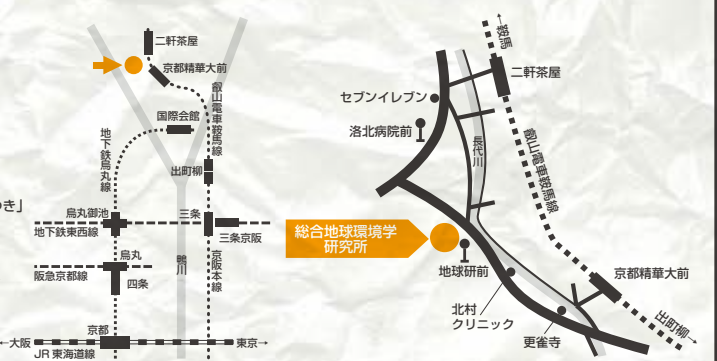 二軒茶屋
京都精華大前
叡山電車鞍馬線
国際会館
地下鉄烏丸線
出町柳
き」
烏丸御池
三条
地下鉄東西線
三条京阪
烏丸
鴨川
京阪本線
阪急京都線
四条
京都
←大阪
東京→
JR東海道線
←鞍馬
二軒茶屋
セブンイレブン
洛北病院前
長代川
叡山電車鞍馬線
総合地球環境学
研究所
地球研前
京都精華大前
北村
クリニック
出町柳→
更雀寺